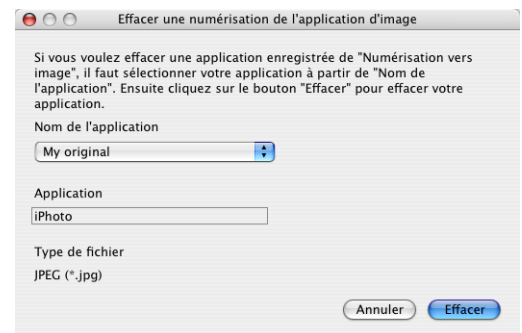 Effacer une numérisation de l'application d'image
Si vous voulez effacer une application enregistrée de "Numérisation vers
image", il faut sélectionner votre application à partir de "Nom de
l'application". Ensuite cliquez sur le bouton "Effacer" pour effacer votre
application.
Nom de l'application
My original
Application
iPhoto
Type de fichier
JPEG (*.jpg)
Annuler Effacer